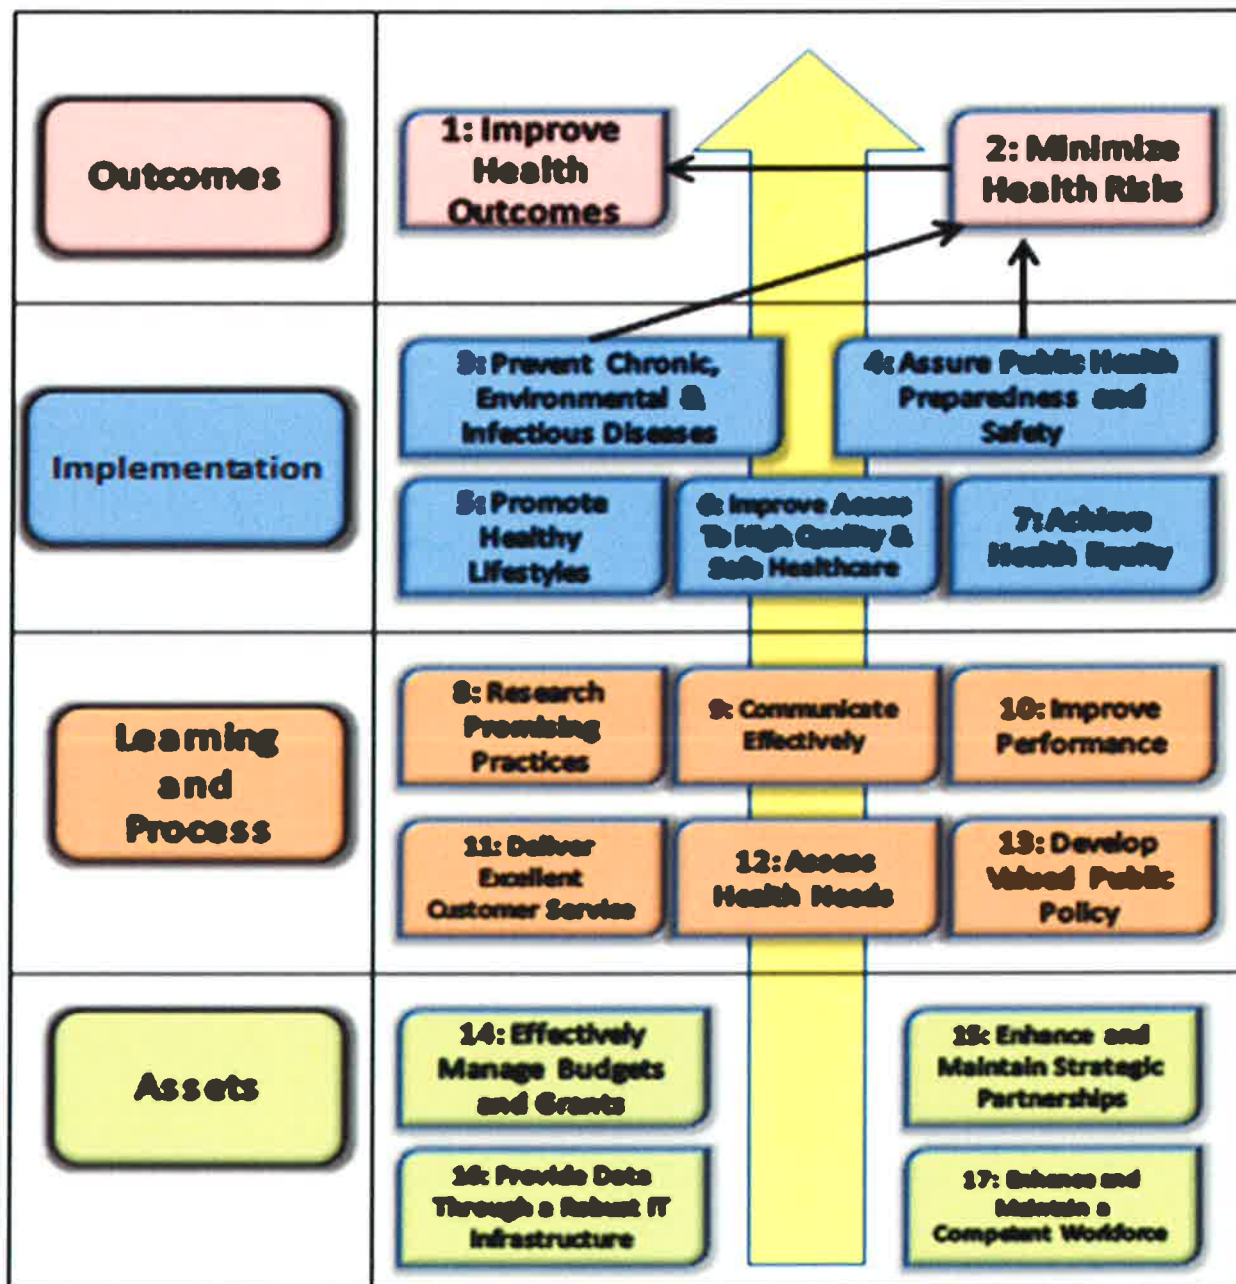 Outcomes
1: Improve
Health
Outcomes
2: Minimize
Health Risks
Implementation
3: Prevent Chronic,
Environmental &
Infectious Diseases
4: Assure Public Health
Preparedness and
Safety
5: Promote
Healthy
Lifestyles
6: Improve Access
To High Quality &
Safe Healthcare
7: Achieve
Health Equity
Learning
and
Process
8: Research
Promising
Practices
9: Communicate
Effectively
10: Improve
Performance
11: Deliver
Excellent
Customer Service
12: Assess
Health Needs
13: Develop
Valued Public
Policy
Assets
14: Effectively
Manage Budgets
and Grants
15: Enhance and
Maintain Strategic
Partnerships
16: Provide Data
Through a Robust IT
Infrastructure
17: Enhance and
Maintain a
Competent Workforce